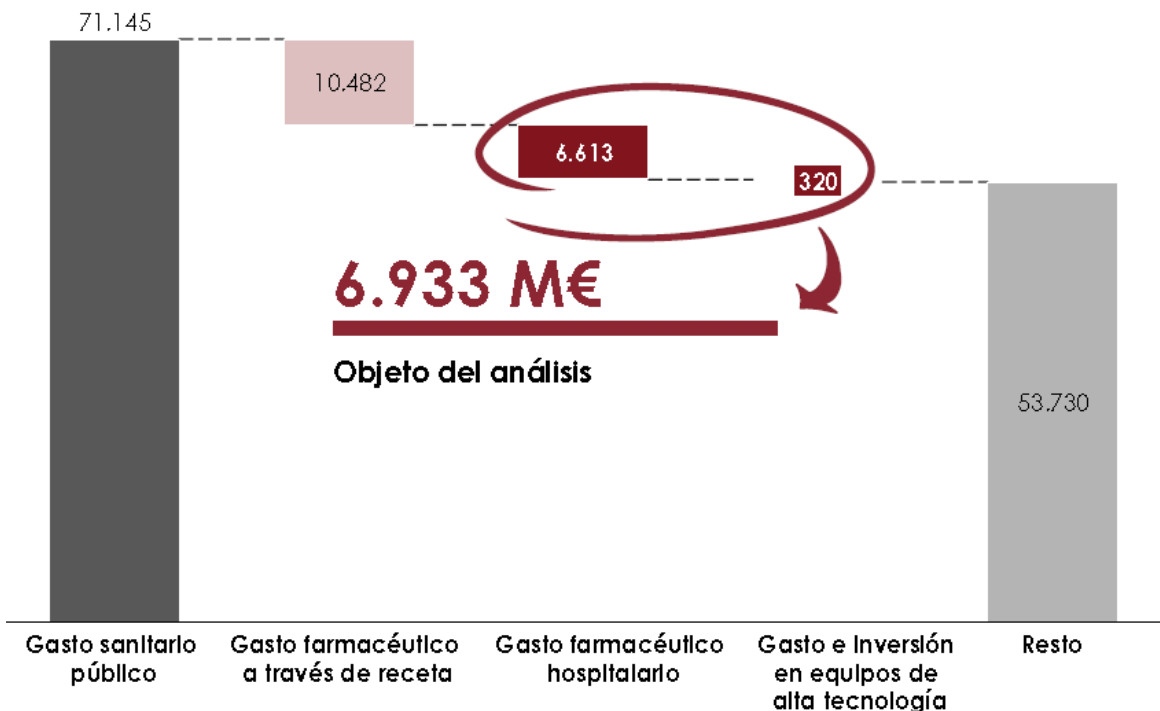 71.145
10.482
6.613
320
6.933 M€
Objeto del análisis
53.730
Gasto sanitario
público
Gasto farmacéutico
a través de receta
Gasto farmacéutico
hospitalario
Gasto e inversión
en equipos de
alta tecnología
Resto